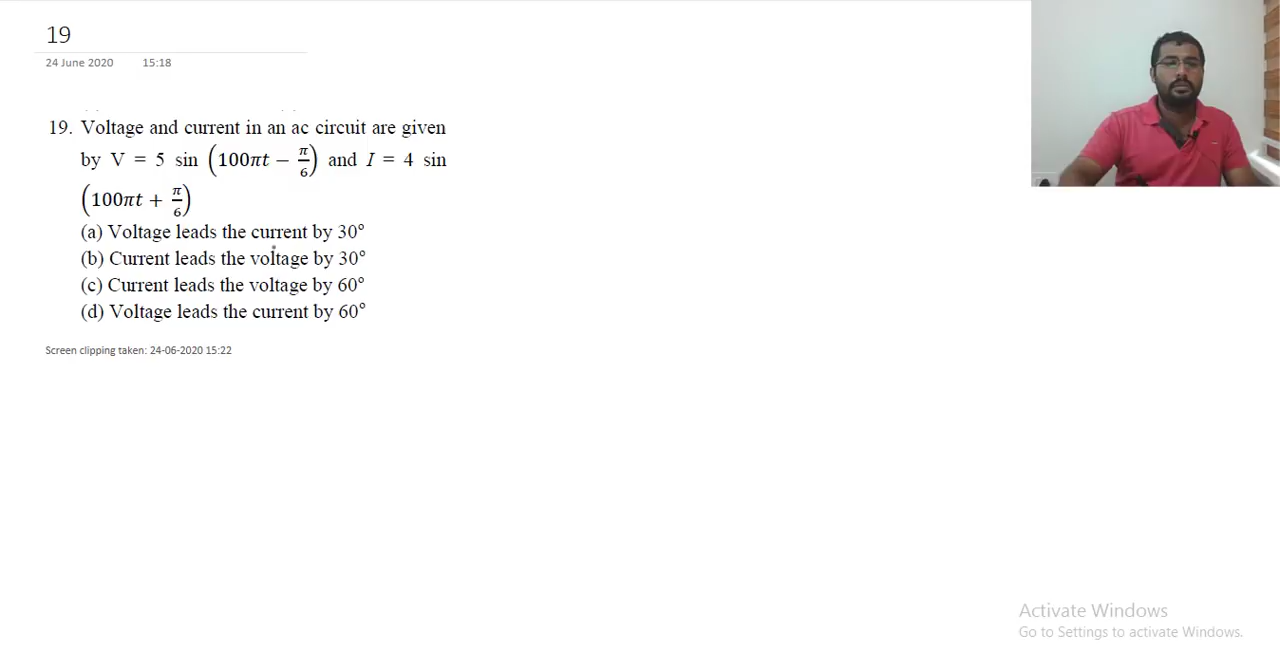 19
24 June 2020 15:18
19. Voltage and current in an ac circuit are given
by V = 5 sin (100πt − π/6) and I = 4 sin
(100πt + π/6)
(a) Voltage leads the current by 30°
(b) Current leads the voltage by 30°
(c) Current leads the voltage by 60°
(d) Voltage leads the current by 60°
Screen clipping taken: 24-06-2020 15:22
Activate Windows
Go to Settings to activate Windows.